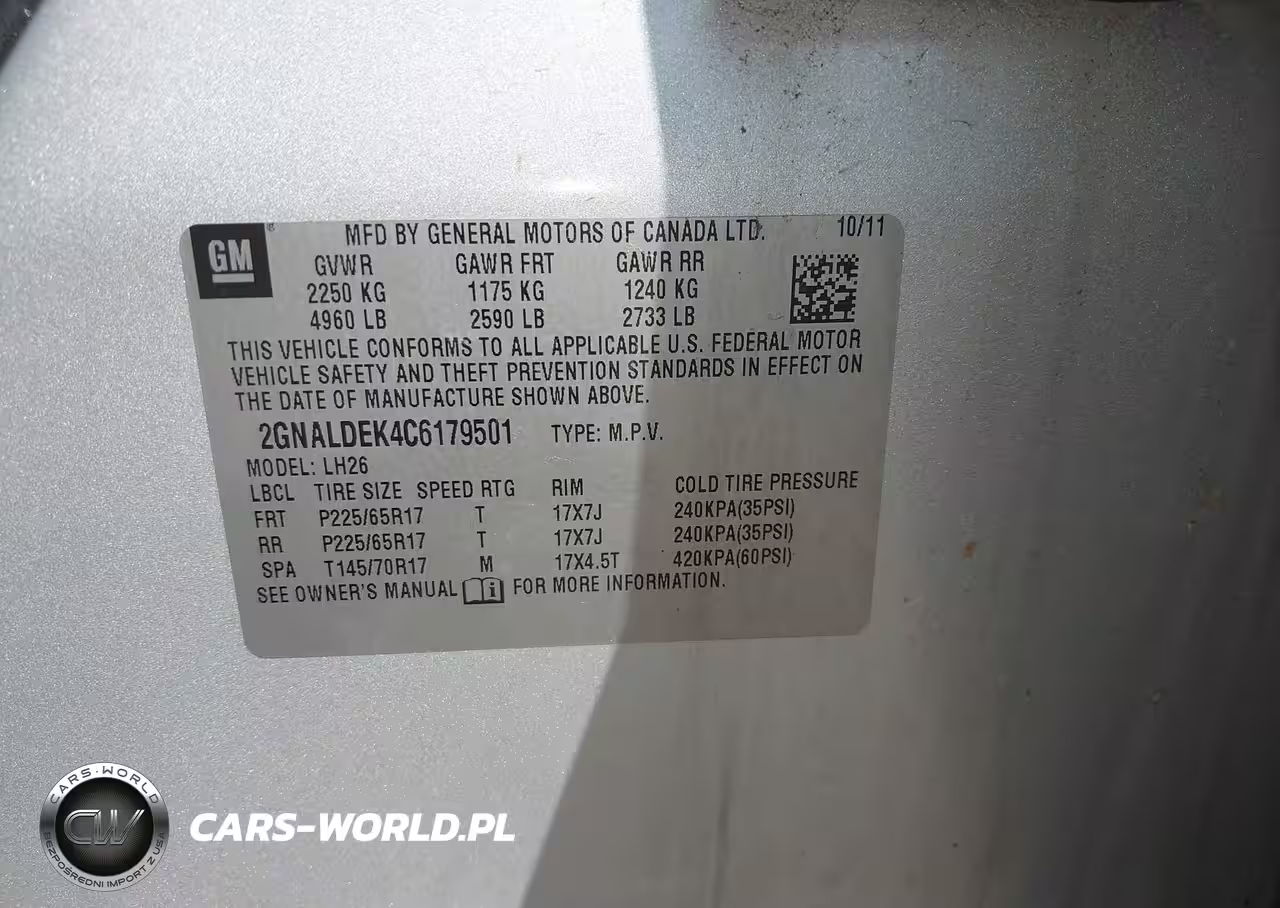 GM® MFD BY GENERAL MOTORS OF CANADA LTD. 10/11
GVWR GAWR FRT GAWR RR
2250 KG 1175 KG 1240 KG
4960 LB 2590 LB 2733 LB
THIS VEHICLE CONFORMS TO ALL APPLICABLE U.S. FEDERAL MOTOR
VEHICLE SAFETY AND THEFT PREVENTION STANDARDS IN EFFECT ON
THE DATE OF MANUFACTURE SHOWN ABOVE.
2GNALDEK4C6179501 TYPE: M.P.V.
MODEL: LH26
LBCL TIRE SIZE SPEED RTG RIM COLD TIRE PRESSURE
FRT P225/65R17 T 17X7J 240KPA(35PSI)
RR P225/65R17 T 17X7J 240KPA(35PSI)
SPA T145/70R17 M 17X4.5T 420KPA(60PSI)
SEE OWNER'S MANUAL i FOR MORE INFORMATION.
CARS-WORLD
CW
BEZPOŚREDNI IMPORT Z USA
CARS-WORLD.PL